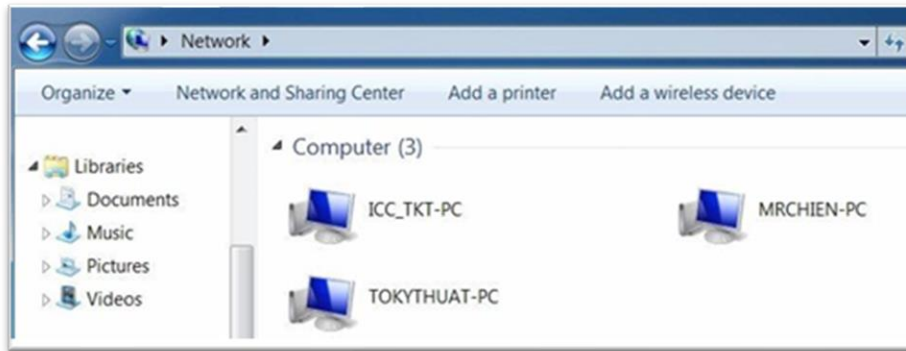 Network
Organize Network and Sharing Center Add a printer Add a wireless device
Libraries
Documents
Music
Pictures
Videos
Computer (3)
ICC_TKT-PC
MRCHIEN-PC
TOKYTHUAT-PC